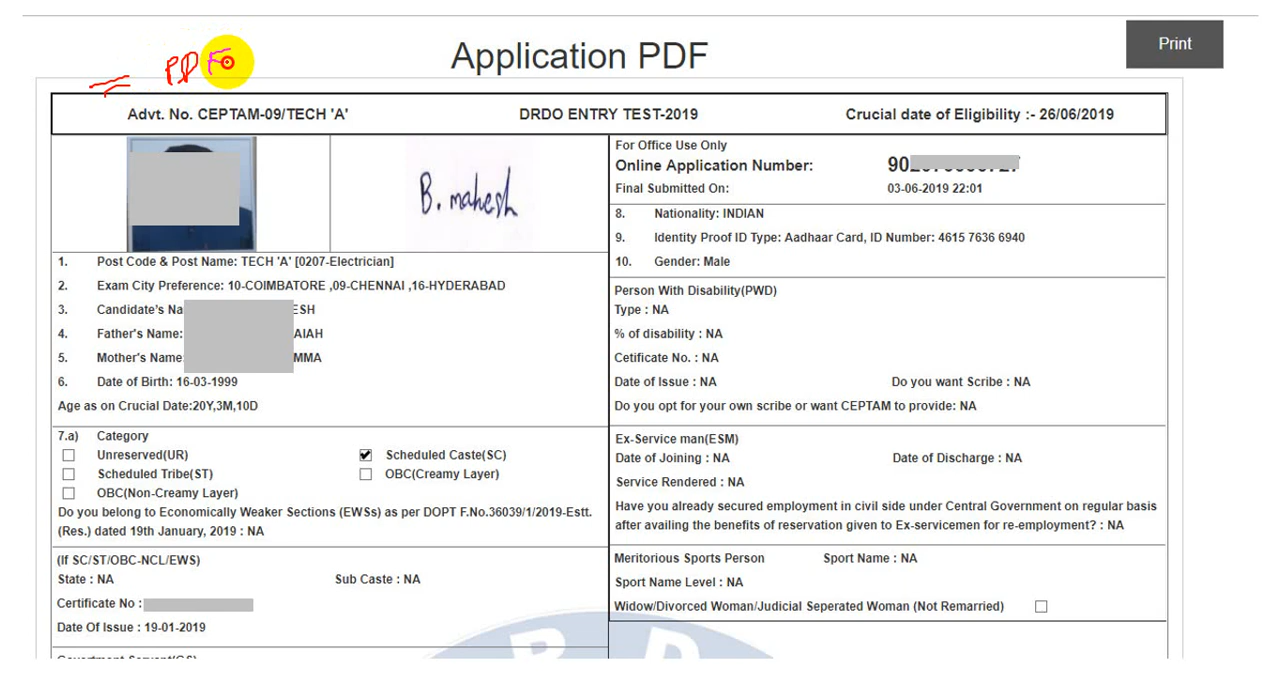 PDF
Application PDF
Print
Advt. No. CEPTAM-09/TECH 'A' DRDO ENTRY TEST-2019 Crucial date of Eligibility :- 26/06/2019
B. mahesh
For Office Use Only
Online Application Number: 90
Final Submitted On: 03-06-2019 22:01
8. Nationality: INDIAN
9. Identity Proof ID Type: Aadhaar Card, ID Number: 4615 7636 6940
10. Gender: Male
1. Post Code & Post Name: TECH 'A' [0207-Electrician]
2. Exam City Preference: 10-COIMBATORE ,09-CHENNAI ,16-HYDERABAD
3. Candidate's Na ESH
4. Father's Name: AIAH
5. Mother's Name: MMA
6. Date of Birth: 16-03-1999
Age as on Crucial Date:20Y,3M,10D
Person With Disability(PWD)
Type : NA
% of disability : NA
Cetificate No. : NA
Date of Issue : NA Do you want Scribe : NA
Do you opt for your own scribe or want CEPTAM to provide: NA
7.a) Category
Unreserved(UR) Scheduled Caste(SC)
Scheduled Tribe(ST) OBC(Creamy Layer)
OBC(Non-Creamy Layer)
Do you belong to Economically Weaker Sections (EWSs) as per DOPT F.No.36039/1/2019-Estt.
(Res.) dated 19th January, 2019 : NA
Ex-Service man(ESM)
Date of Joining : NA Date of Discharge : NA
Service Rendered : NA
Have you already secured employment in civil side under Central Government on regular basis
after availing the benefits of reservation given to Ex-servicemen for re-employment? : NA
(If SC/ST/OBC-NCL/EWS)
State : NA Sub Caste : NA
Certificate No :
Date Of Issue : 19-01-2019
Meritorious Sports Person Sport Name : NA
Sport Name Level : NA
Widow/Divorced Woman/Judicial Seperated Woman (Not Remarried)